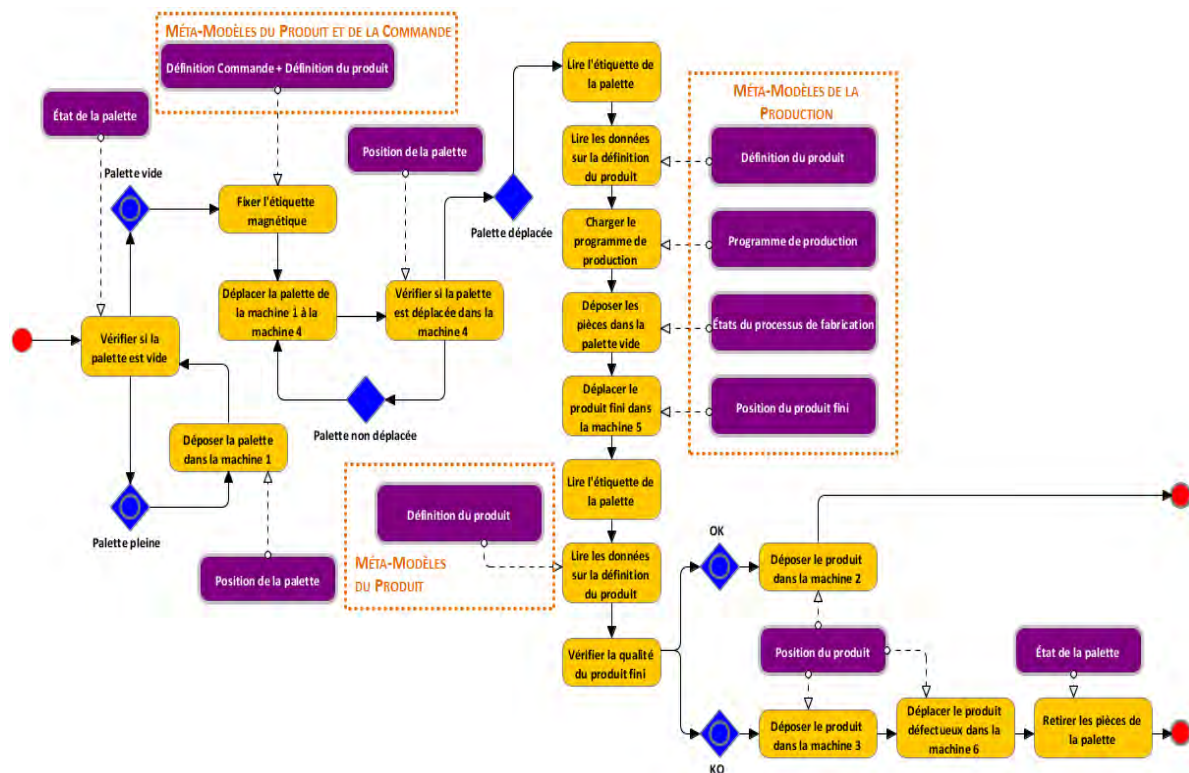 MÉTA-MODÈLES DU PRODUIT ET DE LA COMMANDE
Définition Commande + Définition du produit
État de la palette
Position de la palette
Palette vide
Fixer l'étiquette
magnétique
Palette déplacée
Déplacer la palette de
la machine 1 à la
machine 4
Vérifier si la palette
est déplacée dans la
machine 4
Vérifier si la
palette est vide
Palette non déplacée
Déposer la palette
dans la machine 1
Palette pleine
Position de la palette
Lire l'étiquette de
la palette
Lire les données
sur la définition
du produit
Charger le
programme de
production
Déposer les
pièces dans la
palette vide
Déplacer le
produit fini dans
la machine 5
Lire l'étiquette de
la palette
Lire les données
sur la définition
du produit
Vérifier la qualité
du produit fini
MÉTA-MODÈLES DE LA
PRODUCTION
Définition du produit
Programme de production
États du processus de fabrication
Position du produit fini
Définition du produit
MÉTA-MODÈLES
DU PRODUIT
OK
Déposer le produit
dans la machine 2
Position du produit
État de la palette
Déposer le produit
dans la machine 3
Déplacer le produit
défectueux dans la
machine 6
Retirer les pièces de
la palette
KO